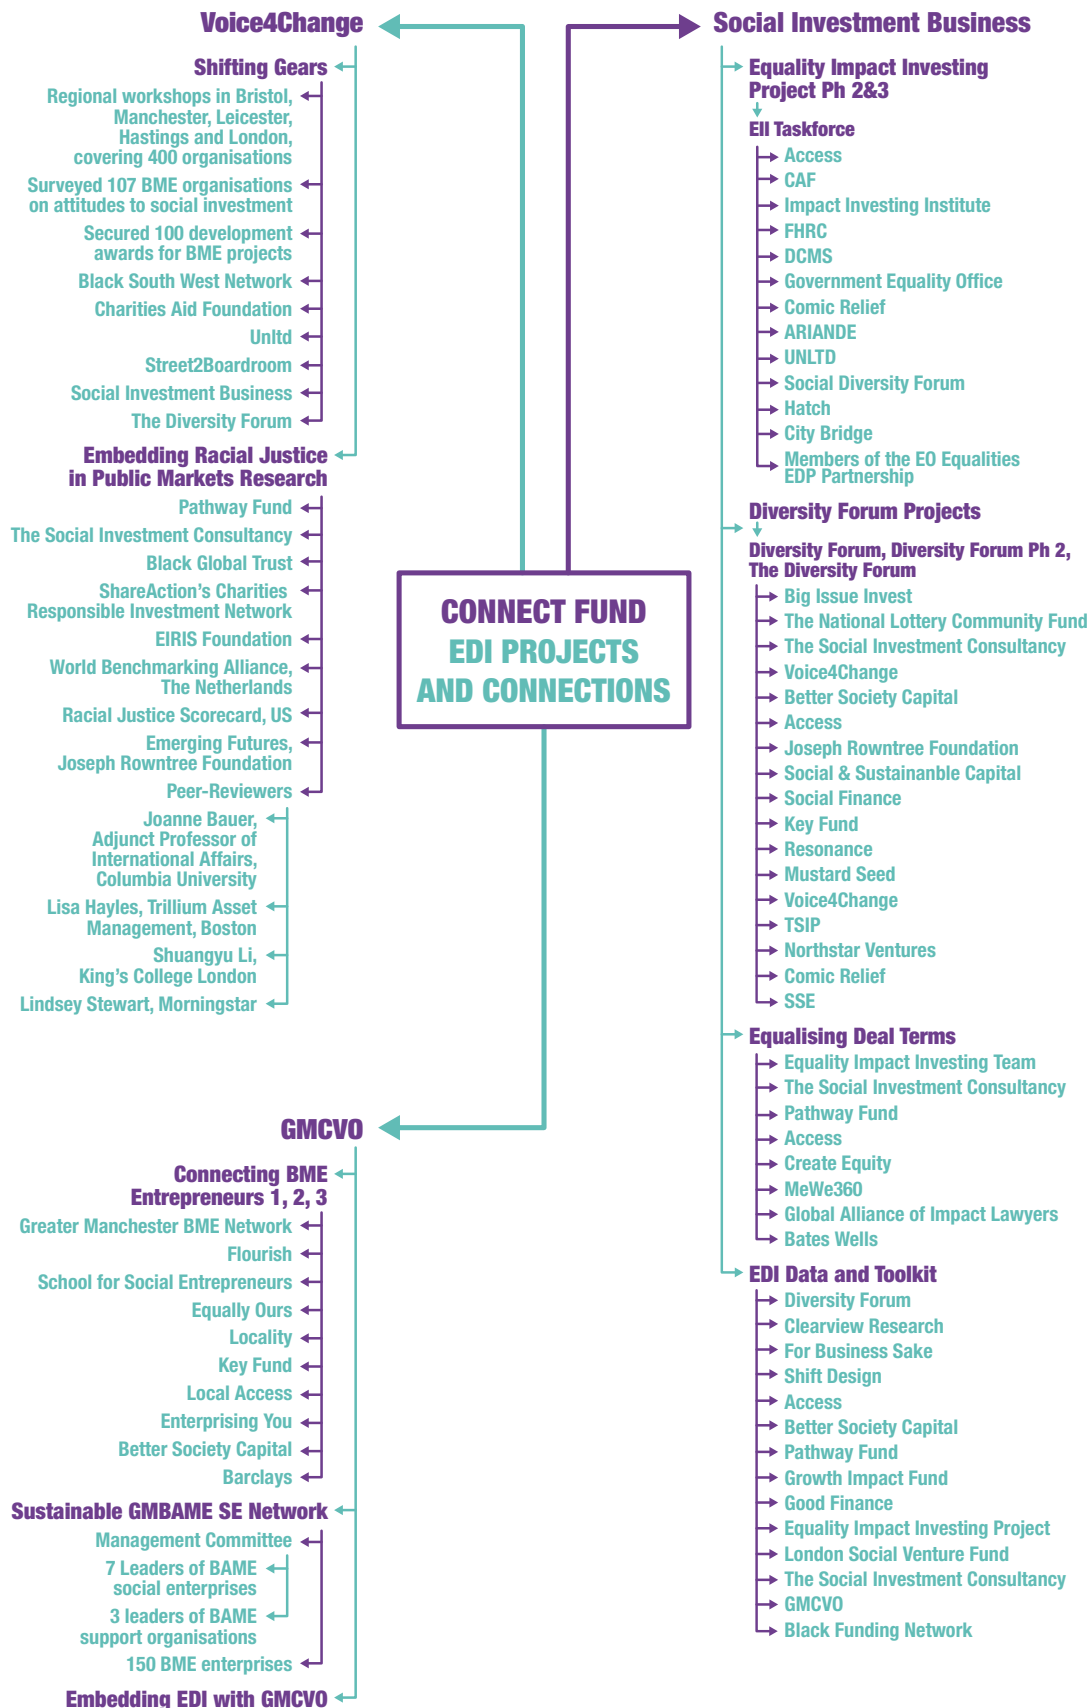 Voice4Change
Shifting Gears
Regional workshops in Bristol,
Manchester, Leicester,
Hastings and London,
covering 400 organisations
Surveyed 107 BME organisations
on attitudes to social investment
Secured 100 development
awards for BME projects
Black South West Network
Charities Aid Foundation
Unltd
Street2Boardroom
Social Investment Business
The Diversity Forum
Embedding Racial Justice
in Public Markets Research
Pathway Fund
The Social Investment Consultancy
Black Global Trust
ShareAction's Charities
Responsible Investment Network
EIRIS Foundation
World Benchmarking Alliance,
The Netherlands
Racial Justice Scorecard, US
Emerging Futures,
Joseph Rowntree Foundation
Peer-Reviewers
Joanne Bauer,
Adjunct Professor of
International Affairs,
Columbia University
Lisa Hayles, Trillium Asset
Management, Boston
Shuangyu Li,
King's College London
Lindsey Stewart, Morningstar
CONNECT FUND
EDI PROJECTS
AND CONNECTIONS
GMCVO
Connecting BME
Entrepreneurs 1, 2, 3
Greater Manchester BME Network
Flourish
School for Social Entrepreneurs
Equally Ours
Locality
Key Fund
Local Access
Enterprising You
Better Society Capital
Barclays
Sustainable GMBAME SE Network
Management Committee
7 Leaders of BAME
social enterprises
3 leaders of BAME
support organisations
150 BME enterprises
Embedding EDI with GMCVO
Social Investment Business
Equality Impact Investing
Project Ph 2&3
EII Taskforce
Access
CAF
Impact Investing Institute
FHRC
DCMS
Government Equality Office
Comic Relief
ARIANDE
UNLTD
Social Diversity Forum
Hatch
City Bridge
Members of the EO Equalities
EDP Partnership
Diversity Forum Projects
Diversity Forum, Diversity Forum Ph 2,
The Diversity Forum
Big Issue Invest
The National Lottery Community Fund
The Social Investment Consultancy
Voice4Change
Better Society Capital
Access
Joseph Rowntree Foundation
Social & Sustainanble Capital
Social Finance
Key Fund
Resonance
Mustard Seed
Voice4Change
TSIP
Northstar Ventures
Comic Relief
SSE
Equalising Deal Terms
Equality Impact Investing Team
The Social Investment Consultancy
Pathway Fund
Access
Create Equity
MeWe360
Global Alliance of Impact Lawyers
Bates Wells
EDI Data and Toolkit
Diversity Forum
Clearview Research
For Business Sake
Shift Design
Access
Better Society Capital
Pathway Fund
Growth Impact Fund
Good Finance
Equality Impact Investing Project
London Social Venture Fund
The Social Investment Consultancy
GMCVO
Black Funding Network